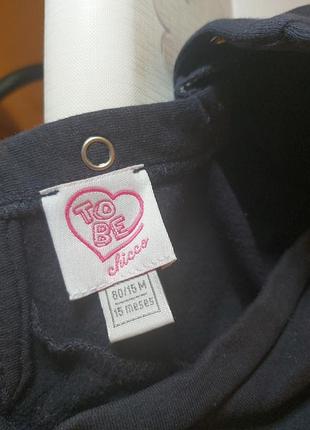 TO
BE
chicco
80/15 M
15 meses